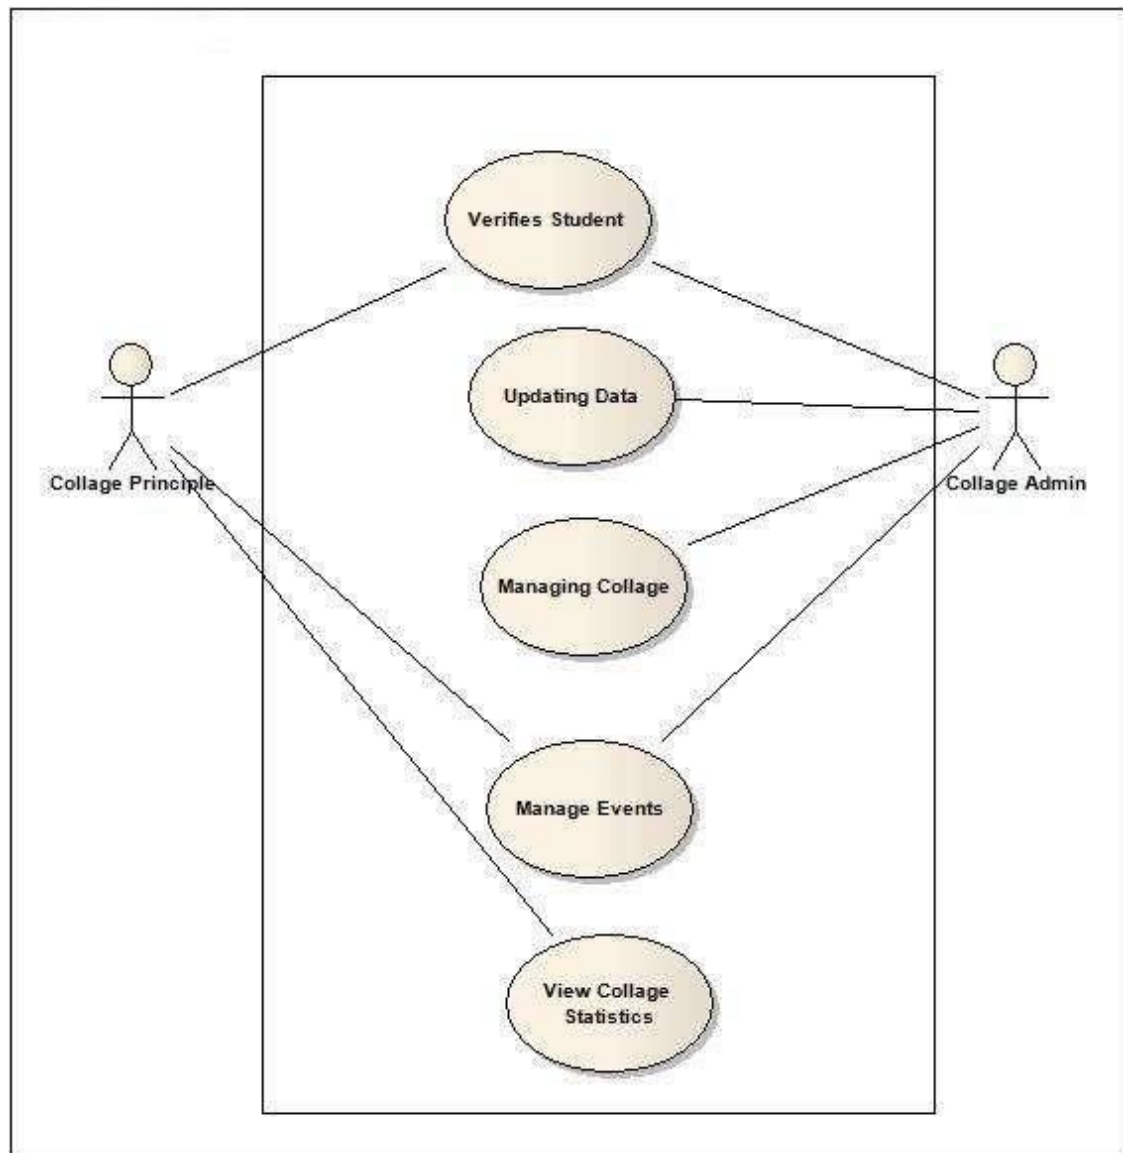 Verifies Student
Updating Data
Collage Principle
Collage Admin
Managing Collage
Manage Events
View Collage
Statistics